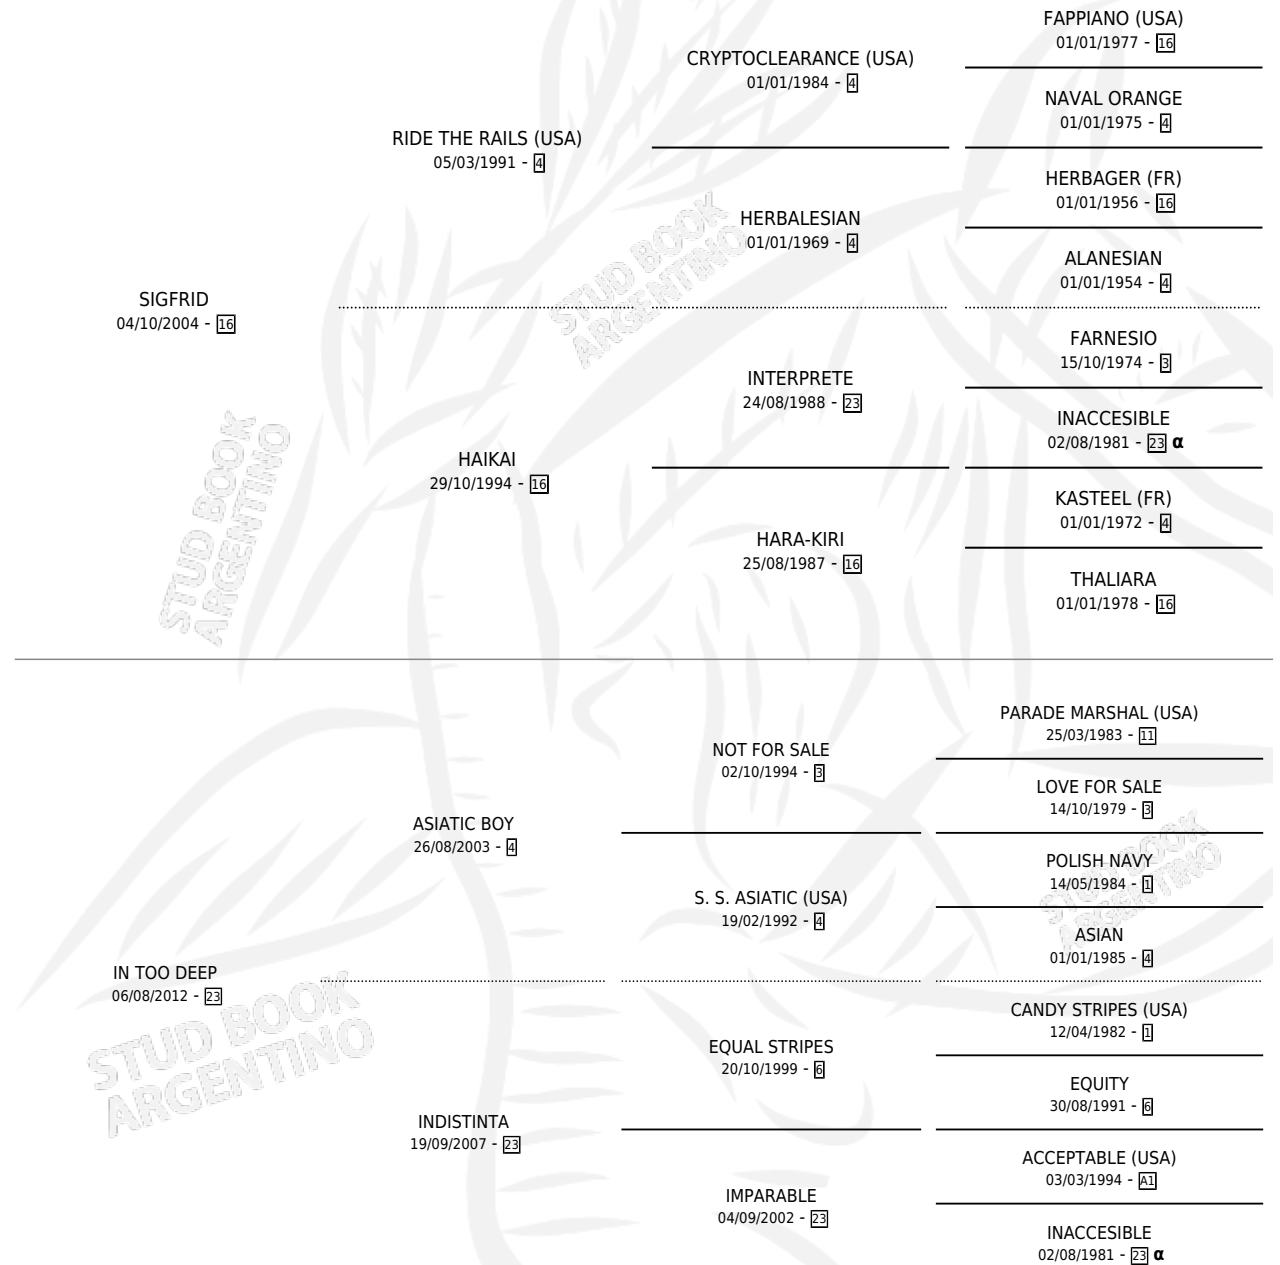 FAPPIANO (USA)
01/01/1977 - 16
CRYPTOCLEARANCE (USA)
01/01/1984 - 4
NAVAL ORANGE
01/01/1975 - 4
RIDE THE RAILS (USA)
05/03/1991 - 4
HERBAGER (FR)
01/01/1956 - 16
HERBALESIAN
01/01/1969 - 4
ALANESIAN
01/01/1954 - 4
SIGFRID
04/10/2004 - 16
FARNESIO
15/10/1974 - 3
INTERPRETE
24/08/1988 - 23
INACCESIBLE
02/08/1981 - 23 α
HAIKAI
29/10/1994 - 16
KASTEEL (FR)
01/01/1972 - 4
HARA-KIRI
25/08/1987 - 16
THALIARA
01/01/1978 - 16
STUD BOOK
ARGENTINO
STUD BOOK
ARGENTINO
PARADE MARSHAL (USA)
25/03/1983 - 11
NOT FOR SALE
02/10/1994 - 3
LOVE FOR SALE
14/10/1979 - 3
ASIATIC BOY
26/08/2003 - 4
POLISH NAVY
14/05/1984 - 1
S. S. ASIATIC (USA)
19/02/1992 - 4
ASIAN
01/01/1985 - 4
IN TOO DEEP
06/08/2012 - 23
CANDY STRIPES (USA)
12/04/1982 - 1
EQUAL STRIPES
20/10/1999 - 6
EQUITY
30/08/1991 - 6
INDISTINTA
19/09/2007 - 23
ACCEPTABLE (USA)
03/03/1994 - A1
IMPARABLE
04/09/2002 - 23
INACCESIBLE
02/08/1981 - 23 α
STUD BOOK
ARGENTINO
STUD BOOK
ARGENTINO